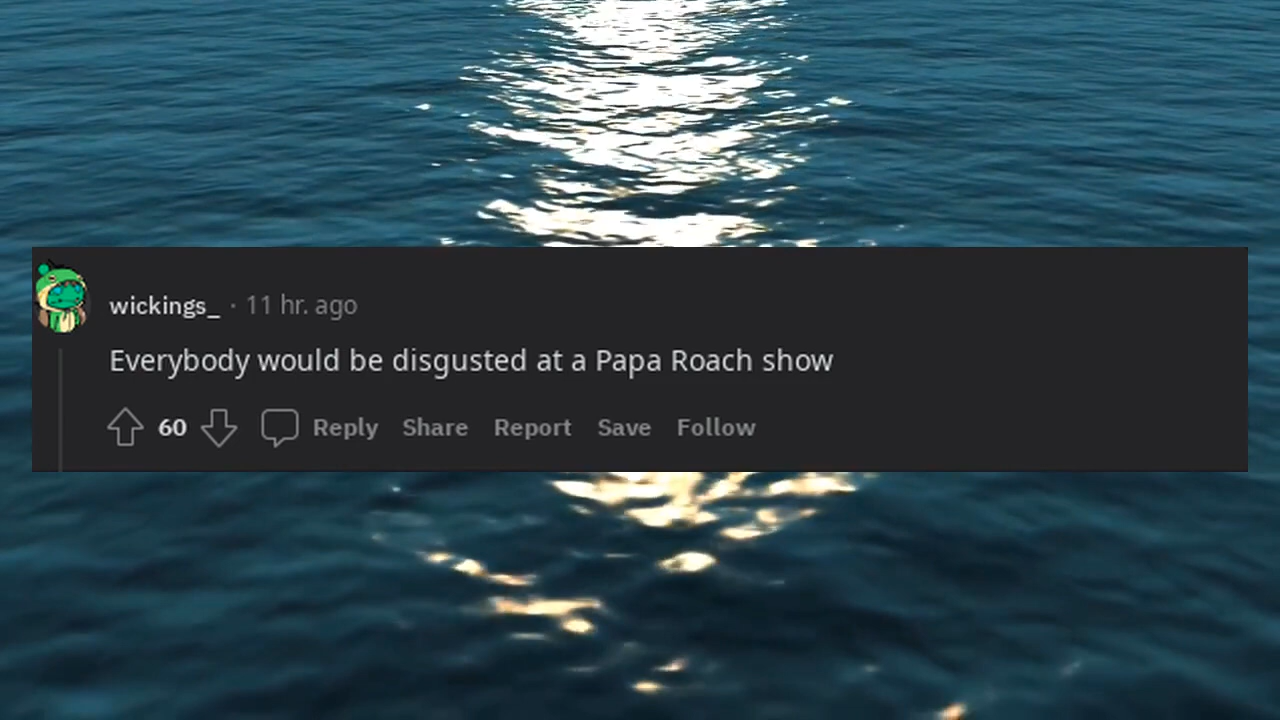 wickings_ · 11 hr. ago
Everybody would be disgusted at a Papa Roach show
60 Reply Share Report Save Follow